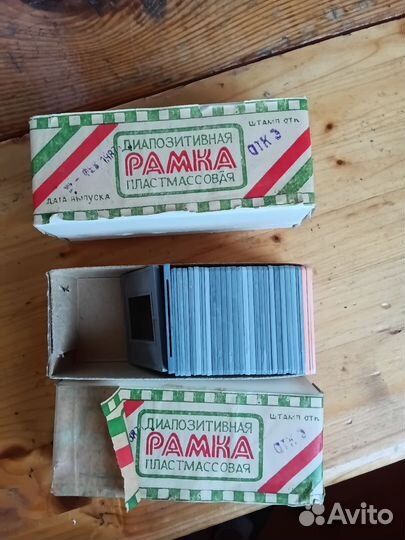 ШТАМП ОТК
ДИАПОЗИТИВНАЯ
РАМКА
ПЛАСТМАССОВАЯ
ОТК 3
ДАТА ВЫПУСКА
ШТАМП ОТК
ДИАПОЗИТИВНАЯ
РАМКА
ПЛАСТМАССОВАЯ
ОТК 3
Avito